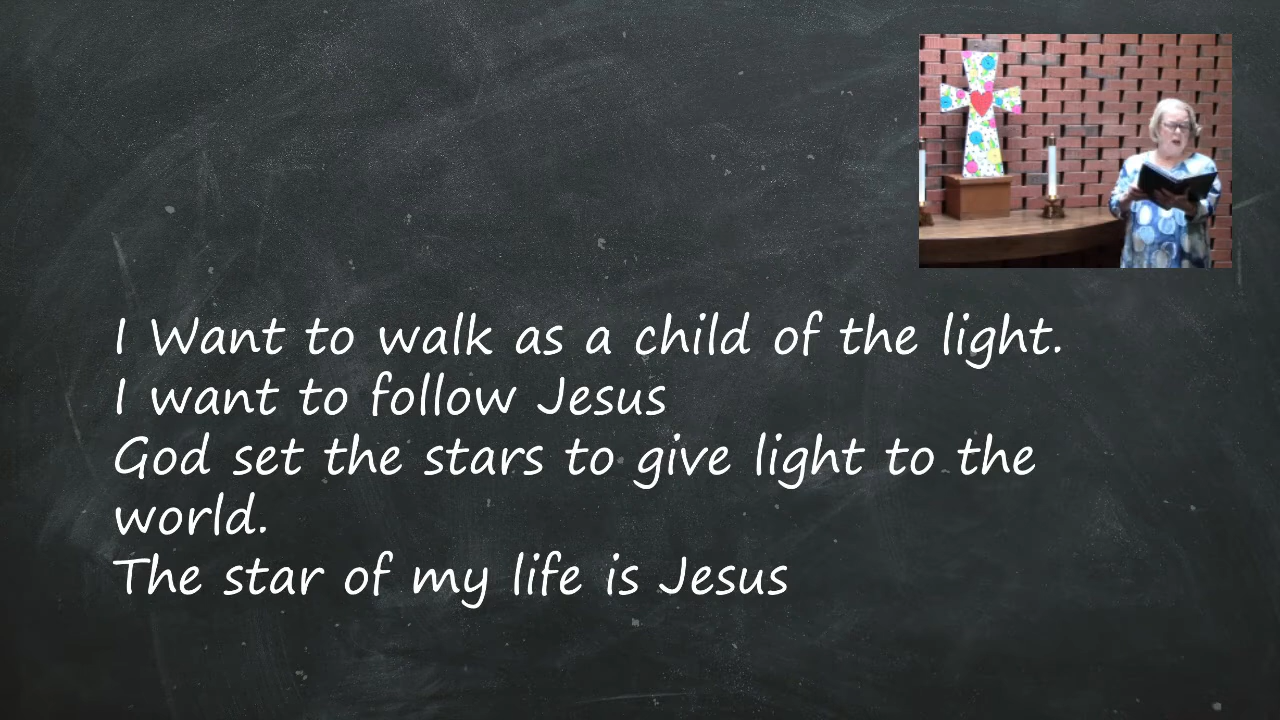 I Want to walk as a child of the light.
I want to follow Jesus
God set the stars to give light to the
world.
The star of my life is Jesus